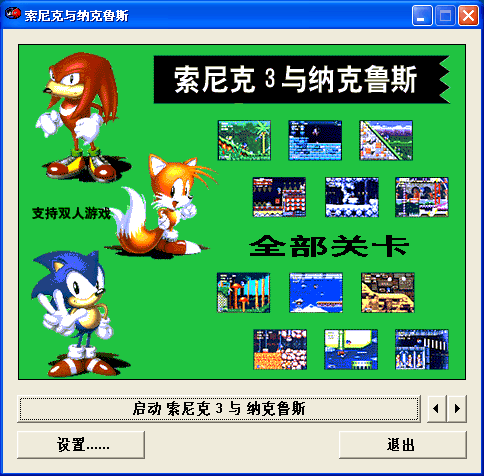 索尼克与纳克鲁斯
索尼克 3 与纳克鲁斯
支持双人游戏
全部关卡
启动 索尼克 3 与 纳克鲁斯
设置......
退出